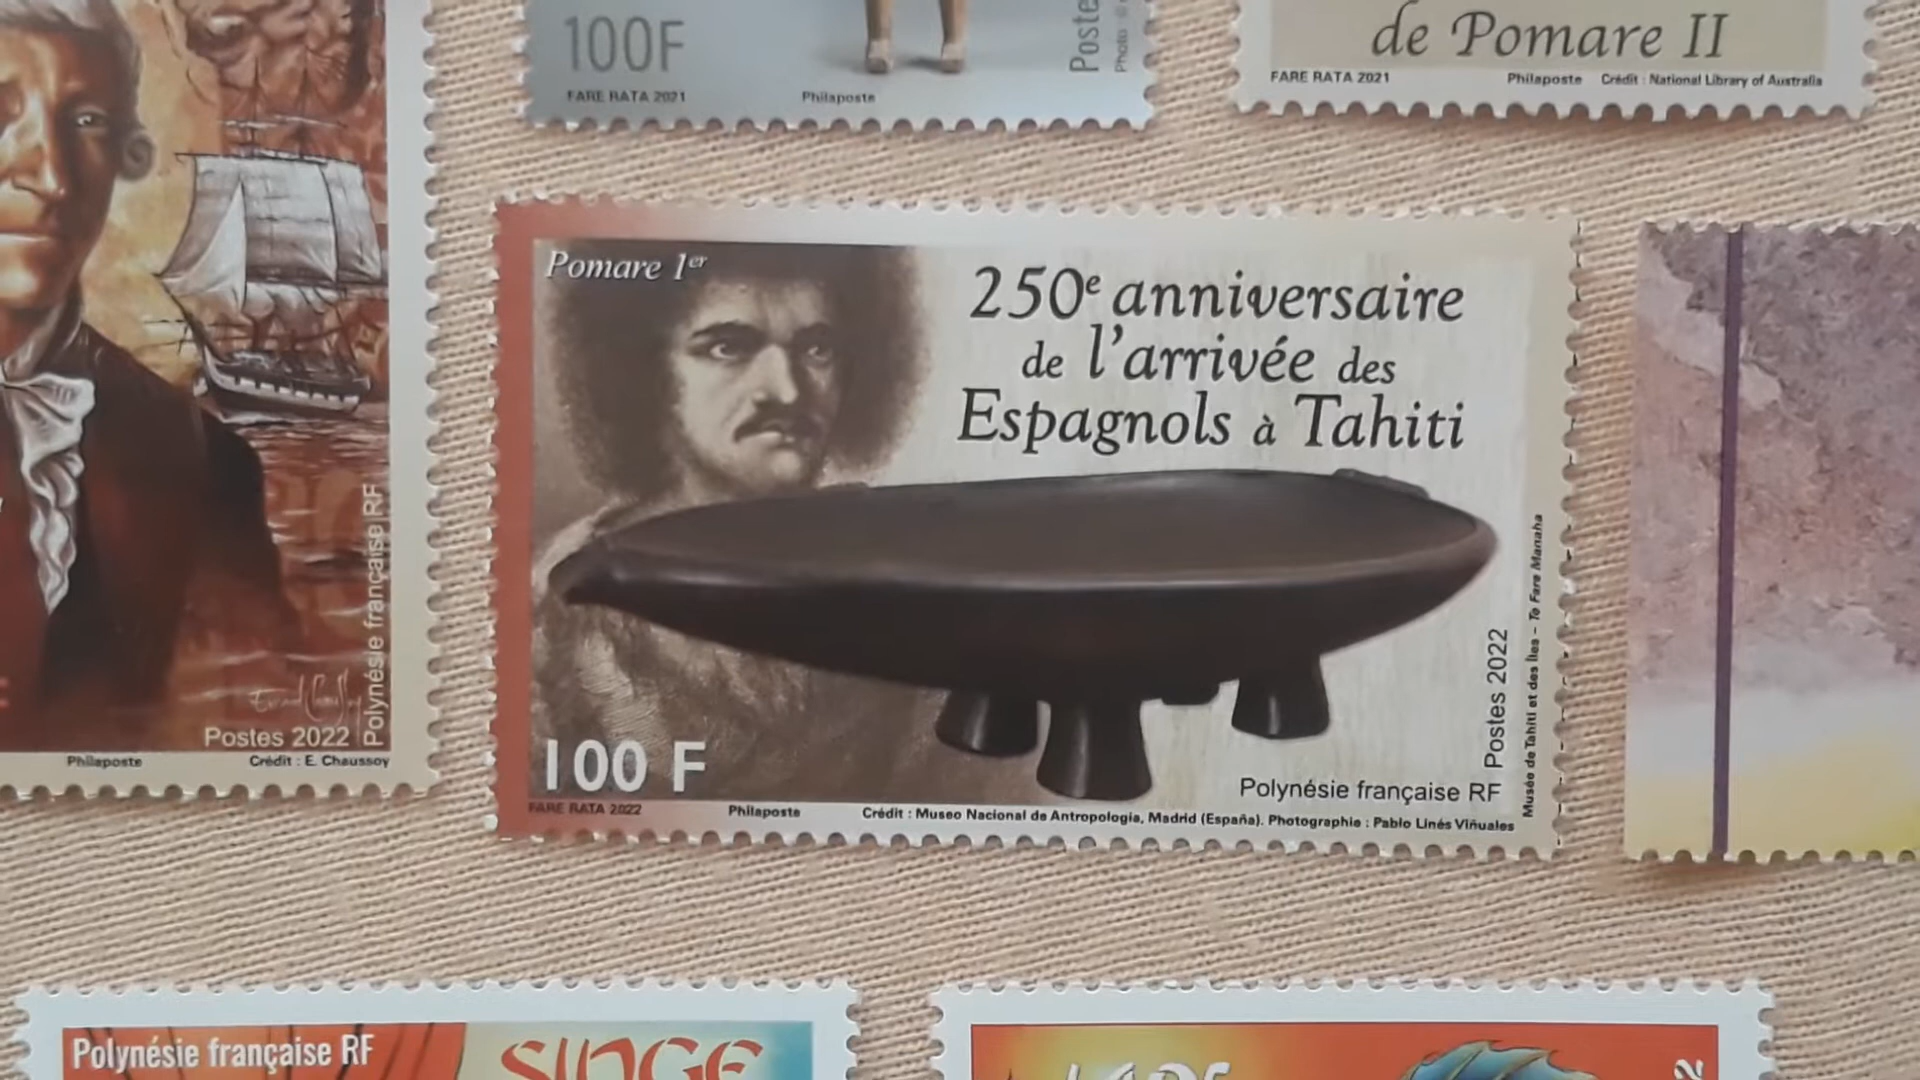 100F
FARE RATA 2021
Philaposte
Poste
Photo
de Pomare II
FARE RATA 2021
Philaposte
Crédit : National Library of Australia
Polynésie française RF
Postes 2022
Philaposte
Crédit : E. Chaussoy
Pomare 1er
250e anniversaire
de l'arrivée des
Espagnols à Tahiti
100 F
Postes 2022
Polynésie française RF
Musée de Tahiti et des Îles - Te Fare Manaha
FARE RATA 2022
Philaposte
Crédit : Museo Nacional de Antropologia, Madrid (España). Photographie : Pablo Linés Viñuales
Polynésie française RF
SINGE